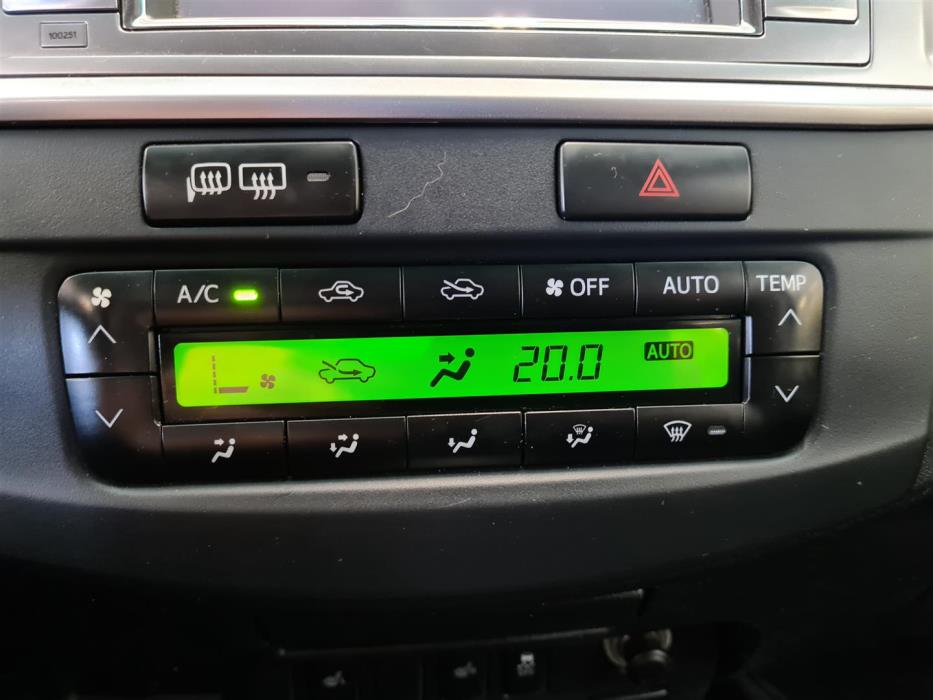 100251
A/C
OFF
AUTO
TEMP
20.0
AUTO